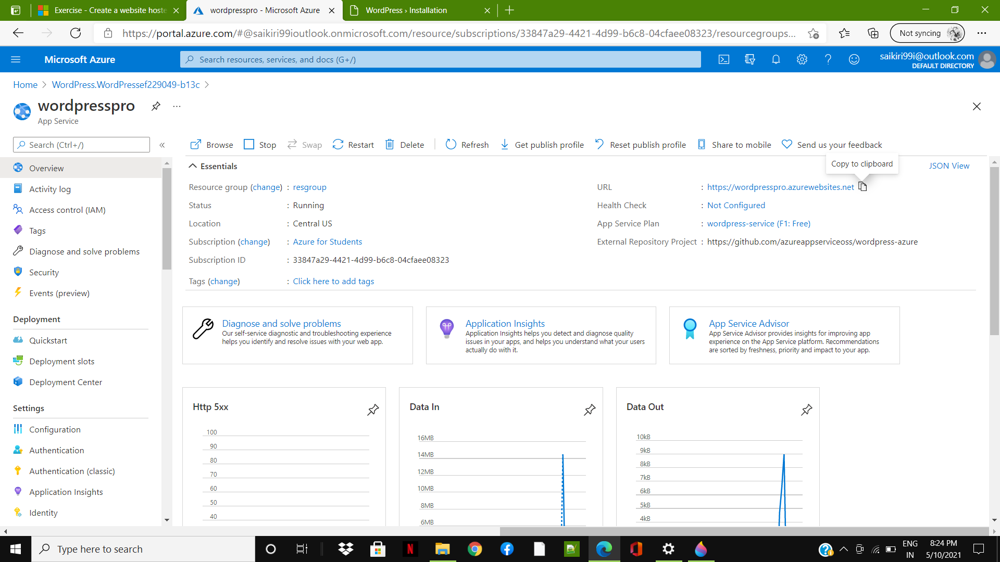 Exercise - Create a website hoste
wordpresspro - Microsoft Azure
WordPress › Installation
https://portal.azure.com/#@saikiri99ioutlook.onmicrosoft.com/resource/subscriptions/33847a29-4421-4d99-b6c8-04cfaee08323/resourcegroups...
Not syncing
Microsoft Azure
Search resources, services, and docs (G+/)
saikiri99i@outlook.com
DEFAULT DIRECTORY
Home > WordPress.WordPressef229049-b13c >
wordpresspro
App Service
Search (Ctrl+/)
Browse Stop Swap Restart Delete Refresh Get publish profile Reset publish profile Share to mobile Send us your feedback
Copy to clipboard
Overview
Activity log
Access control (IAM)
Tags
Diagnose and solve problems
Security
Events (preview)
Deployment
Quickstart
Deployment slots
Deployment Center
Settings
Configuration
Authentication
Authentication (classic)
Application Insights
Identity
Essentials
JSON View
Resource group (change) : resgroup
Status : Running
Location : Central US
Subscription (change) : Azure for Students
Subscription ID : 33847a29-4421-4d99-b6c8-04cfaee08323
Tags (change) : Click here to add tags
URL : https://wordpresspro.azurewebsites.net
Health Check : Not Configured
App Service Plan : wordpress-service (F1: Free)
External Repository Project : https://github.com/azureappserviceoss/wordpress-azure
Diagnose and solve problems
Our self-service diagnostic and troubleshooting experience
helps you identify and resolve issues with your web app.
Application Insights
Application Insights helps you detect and diagnose quality
issues in your apps, and helps you understand what your users
actually do with it.
App Service Advisor
App Service Advisor provides insights for improving app
experience on the App Service platform. Recommendations
are sorted by freshness, priority and impact to your app.
Http 5xx
100
90
80
70
60
50
40
Data In
16MB
14MB
12MB
10MB
8MB
6MB
Data Out
10kB
9kB
8kB
7kB
6kB
5kB
4kB
Type here to search
ENG
IN
8:24 PM
5/10/2021